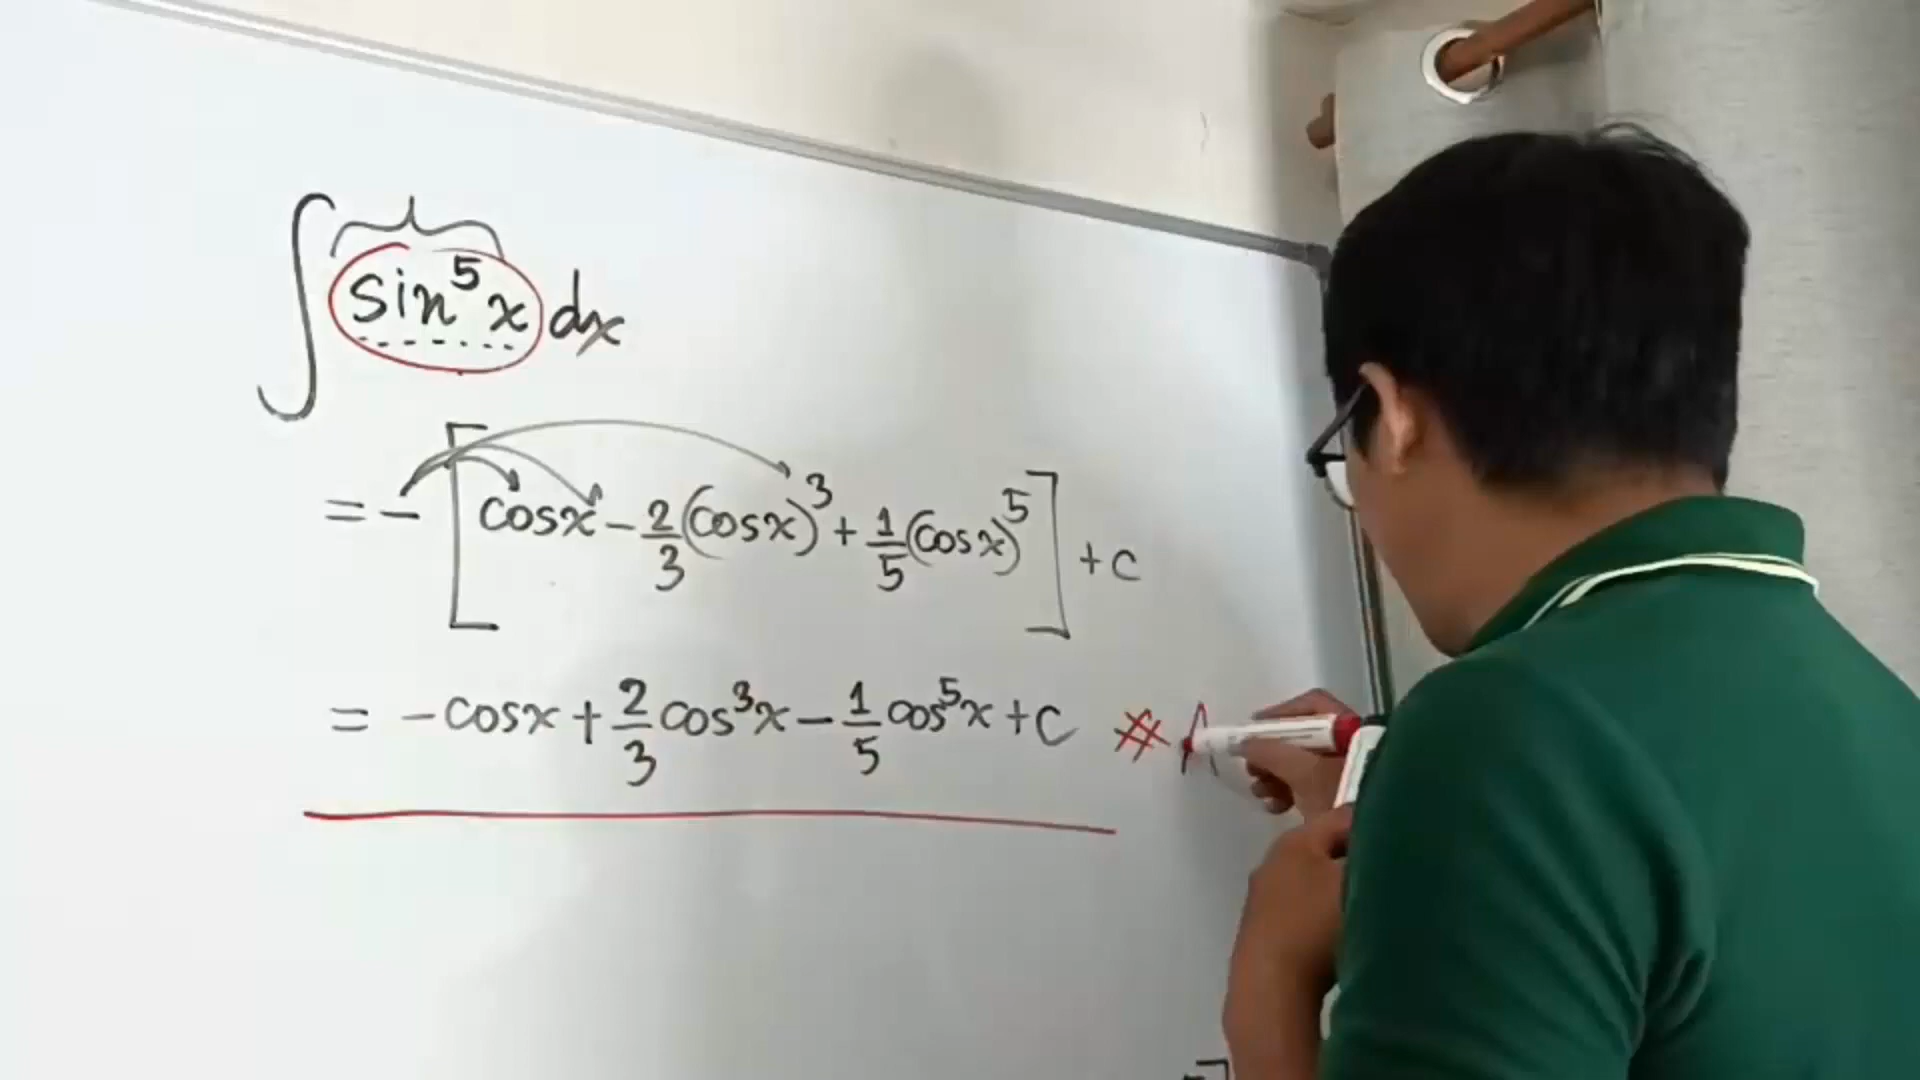 ∫ sin⁵x dx
= - [cosx - 2/3 (cosx)³ + 1/5 (cosx)⁵] + c
= - cosx + 2/3 cos³x - 1/5 cos⁵x + c # A